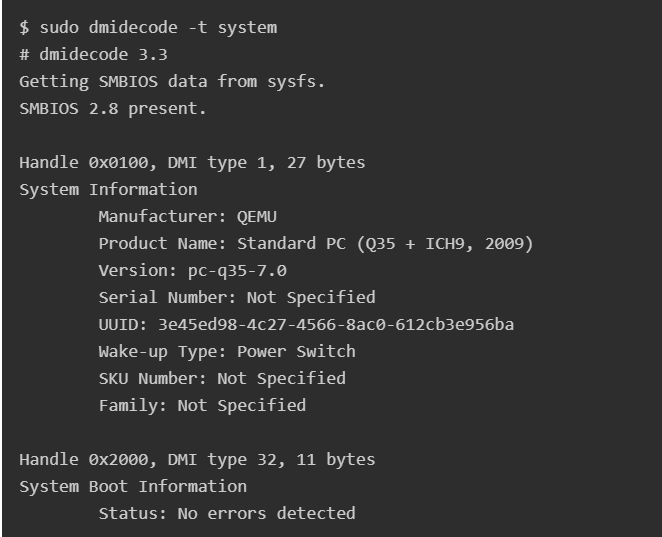 $ sudo dmidecode -t system
# dmidecode 3.3
Getting SMBIOS data from sysfs.
SMBIOS 2.8 present.

Handle 0x0100, DMI type 1, 27 bytes
System Information
        Manufacturer: QEMU
        Product Name: Standard PC (Q35 + ICH9, 2009)
        Version: pc-q35-7.0
        Serial Number: Not Specified
        UUID: 3e45ed98-4c27-4566-8ac0-612cb3e956ba
        Wake-up Type: Power Switch
        SKU Number: Not Specified
        Family: Not Specified

Handle 0x2000, DMI type 32, 11 bytes
System Boot Information
        Status: No errors detected